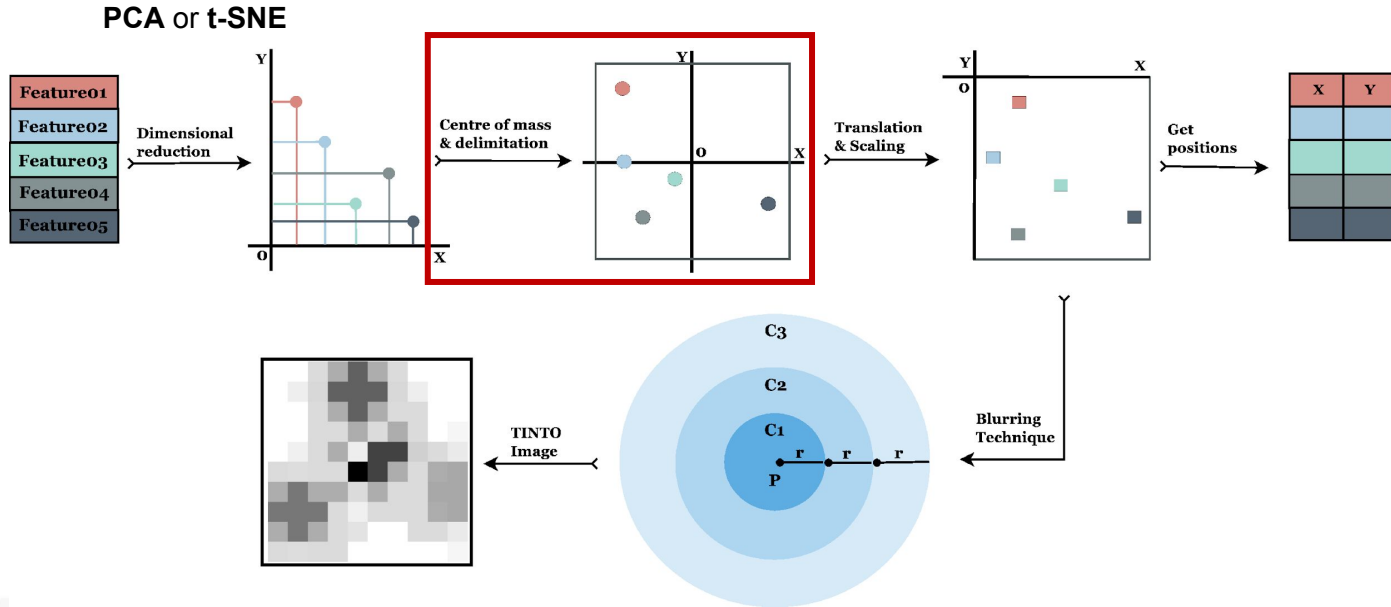 PCA or t-SNE
Feature01
Feature02
Feature03
Feature04
Feature05
Dimensional
reduction
Y
O
X
Centre of mass
& delimitation
Y
O
X
Translation
& Scaling
Y
O
X
Get
positions
X Y
C3
C2
C1
r r r
P
Blurring
Technique
TINTO
Image